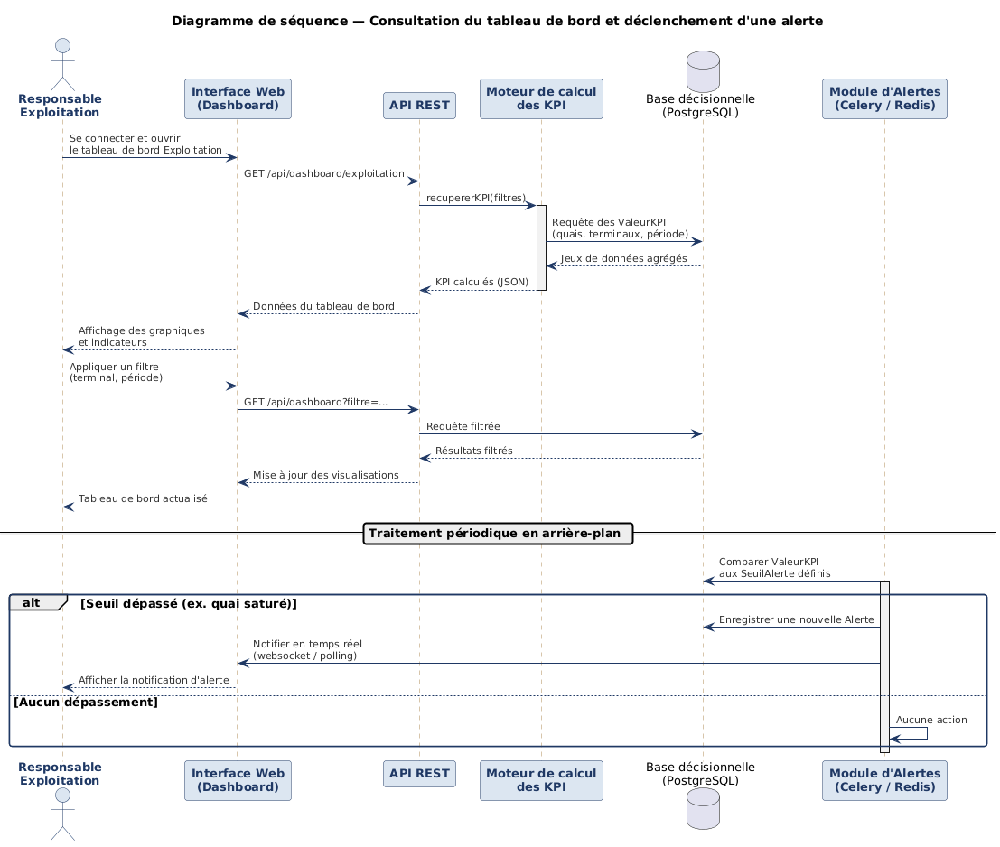 Diagramme de séquence — Consultation du tableau de bord et déclenchement d'une alerte
Responsable
Exploitation
Interface Web
(Dashboard)
API REST
Moteur de calcul
des KPI
Base décisionnelle
(PostgreSQL)
Module d'Alertes
(Celery / Redis)
Se connecter et ouvrir
le tableau de bord Exploitation
GET /api/dashboard/exploitation
recupererKPI(filtres)
Requête des ValeurKPI
(quais, terminaux, période)
Jeux de données agrégés
KPI calculés (JSON)
Données du tableau de bord
Affichage des graphiques
et indicateurs
Appliquer un filtre
(terminal, période)
GET /api/dashboard?filtre=...
Requête filtrée
Résultats filtrés
Mise à jour des visualisations
Tableau de bord actualisé
Traitement périodique en arrière-plan
Comparer ValeurKPI
aux SeuilAlerte définis
alt
[Seuil dépassé (ex. quai saturé)]
Enregistrer une nouvelle Alerte
Notifier en temps réel
(websocket / polling)
Afficher la notification d'alerte
[Aucun dépassement]
Aucune action
Responsable
Exploitation
Interface Web
(Dashboard)
API REST
Moteur de calcul
des KPI
Base décisionnelle
(PostgreSQL)
Module d'Alertes
(Celery / Redis)